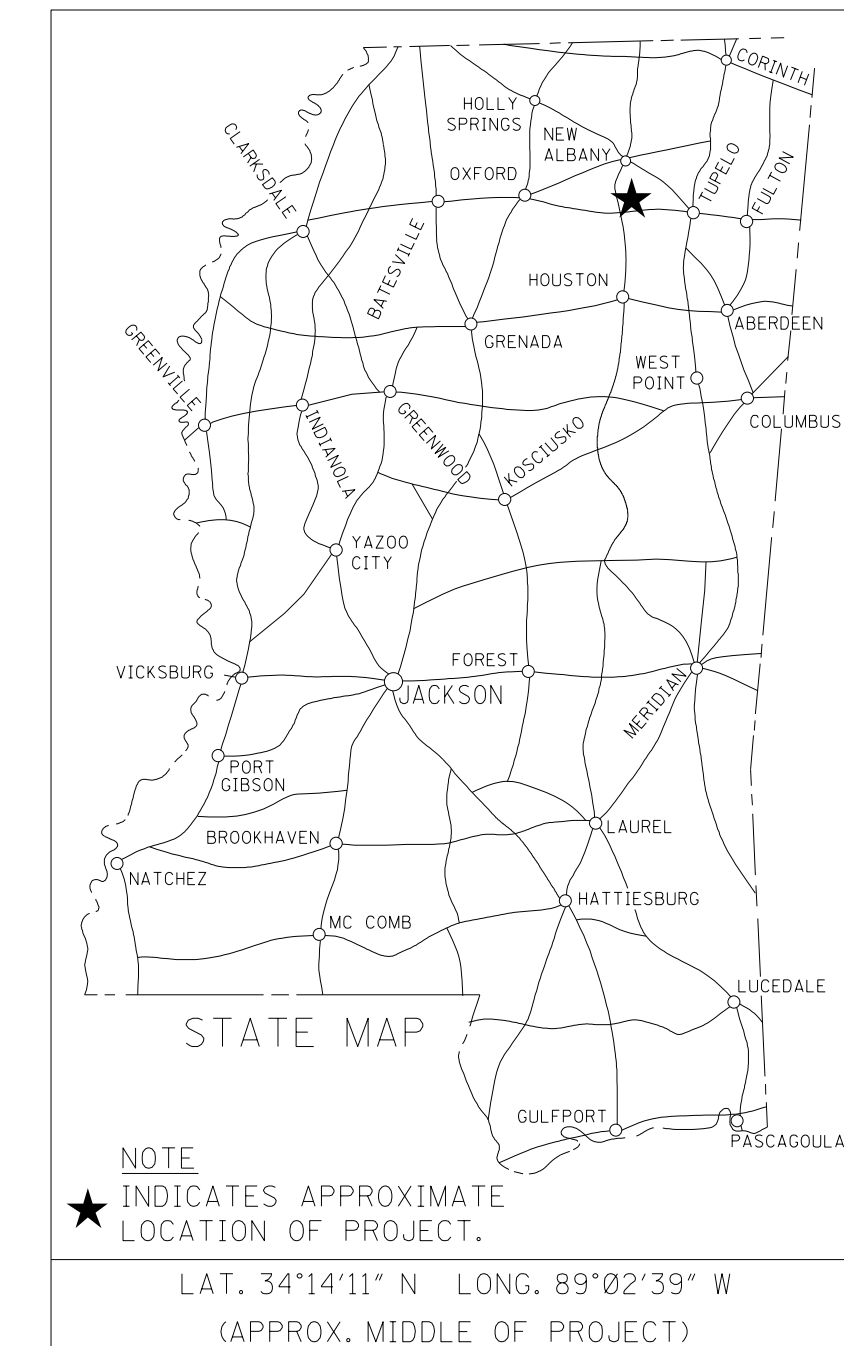 CORINTH
HOLLY
SPRINGS
NEW
ALBANY
CLARKSDALE
OXFORD
TUPELO
FULTON
BATESVILLE
HOUSTON
ABERDEEN
GREENVILLE
GRENADA
WEST
POINT
COLUMBUS
INDIANOLA
GREENWOOD
KOSCIUSKO
YAZOO
CITY
VICKSBURG
FOREST
JACKSON
MERIDIAN
PORT
GIBSON
BROOKHAVEN
LAUREL
NATCHEZ
HATTIESBURG
MC COMB
LUCEDALE
STATE MAP
GULFPORT
PASCAGOULA
NOTE
★ INDICATES APPROXIMATE
LOCATION OF PROJECT.
LAT. 34°14'11" N LONG. 89°02'39" W
(APPROX. MIDDLE OF PROJECT)